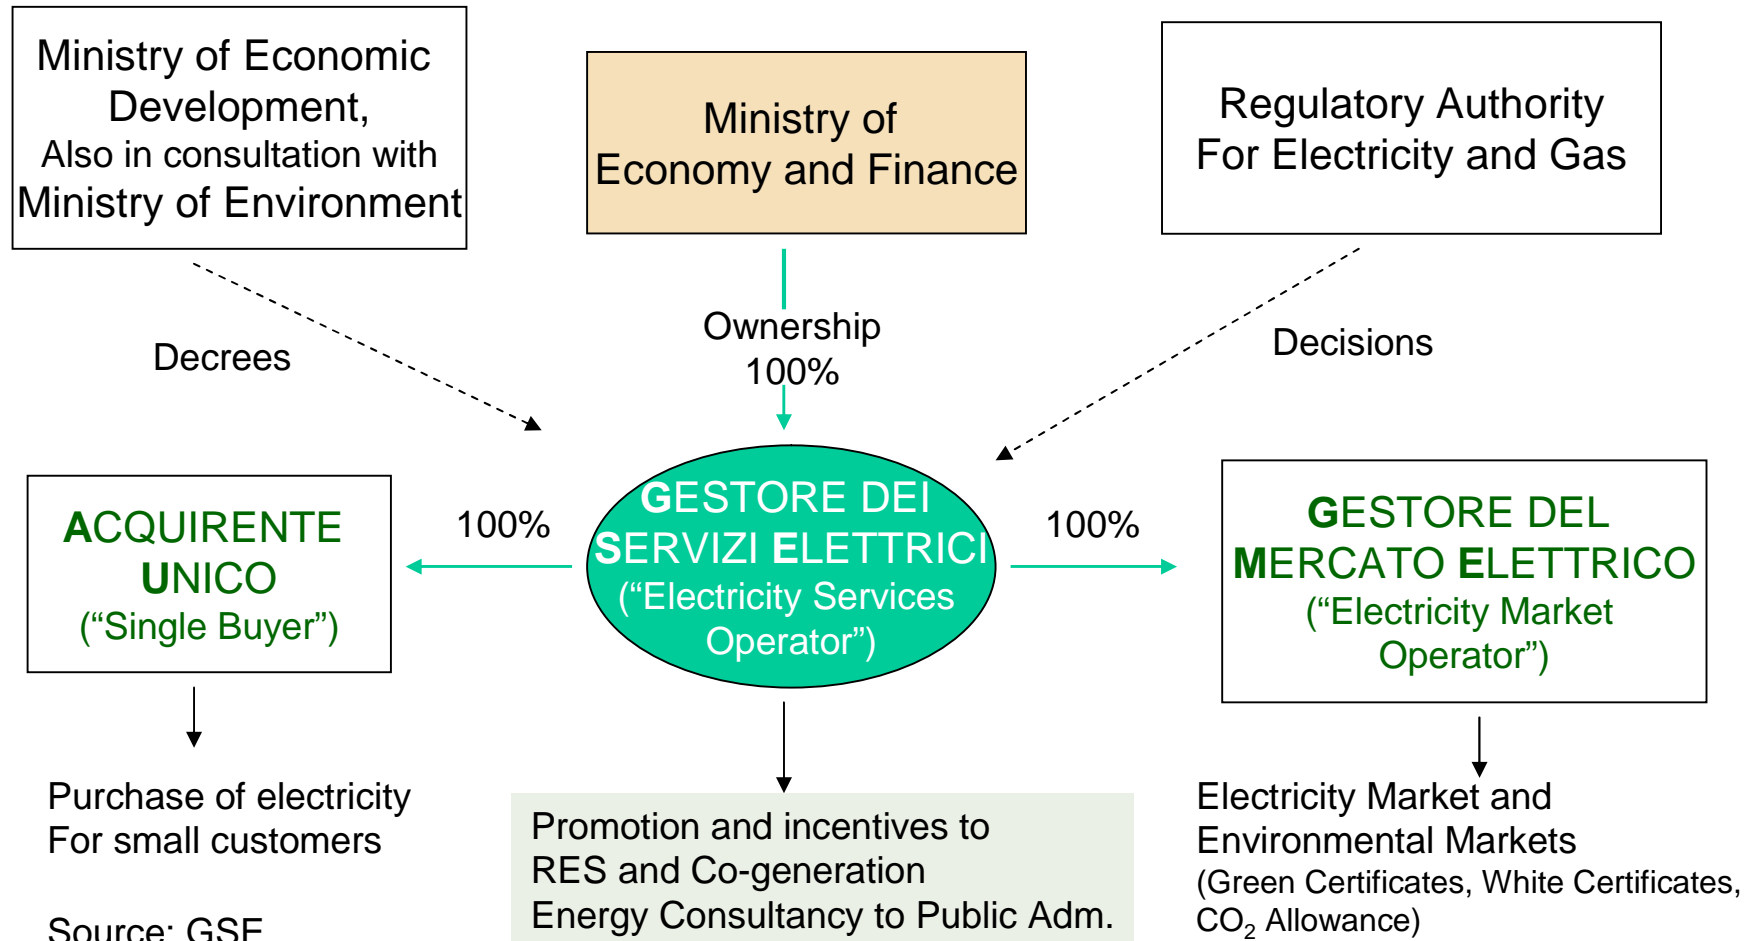 Ministry of Economic
Development,
Also in consultation with
Ministry of Environment
Ministry of
Economy and Finance
Regulatory Authority
For Electricity and Gas
Decrees
Ownership
100%
Decisions
ACQUIRENTE
UNICO
(“Single Buyer”)
100%
GESTORE DEI
SERVIZI ELETTRICI
(“Electricity Services
Operator”)
100%
GESTORE DEL
MERCATO ELETTRICO
(“Electricity Market
Operator”)
Purchase of electricity
For small customers
Promotion and incentives to
RES and Co-generation
Energy Consultancy to Public Adm.
Electricity Market and
Environmental Markets
(Green Certificates, White Certificates,
CO₂ Allowance)
Source: GSE